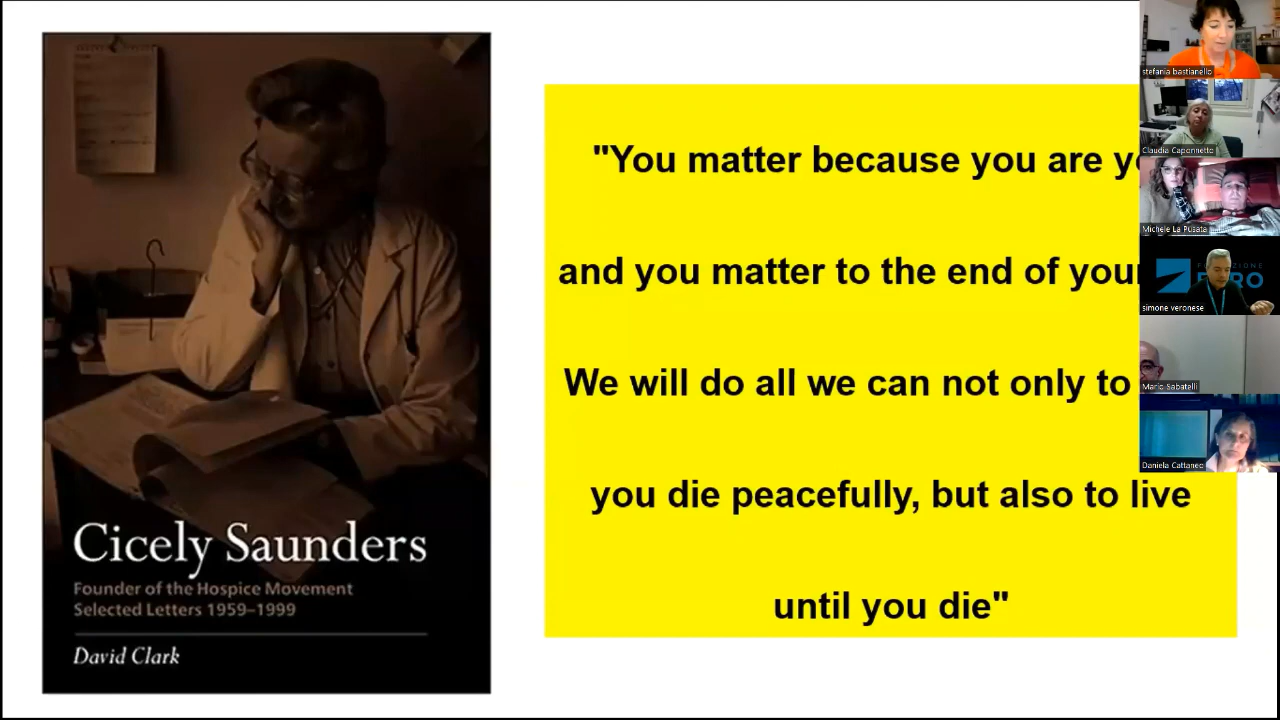 Cicely Saunders
Founder of the Hospice Movement
Selected Letters 1959–1999
David Clark
"You matter because you are
and you matter to the end of your
We will do all we can not only to
you die peacefully, but also to live
until you die"
stefania bastianello
Claudia Caponnetto
Michele La Pusata
simone veronese
Mario Sabatelli
Daniela Cattaneo